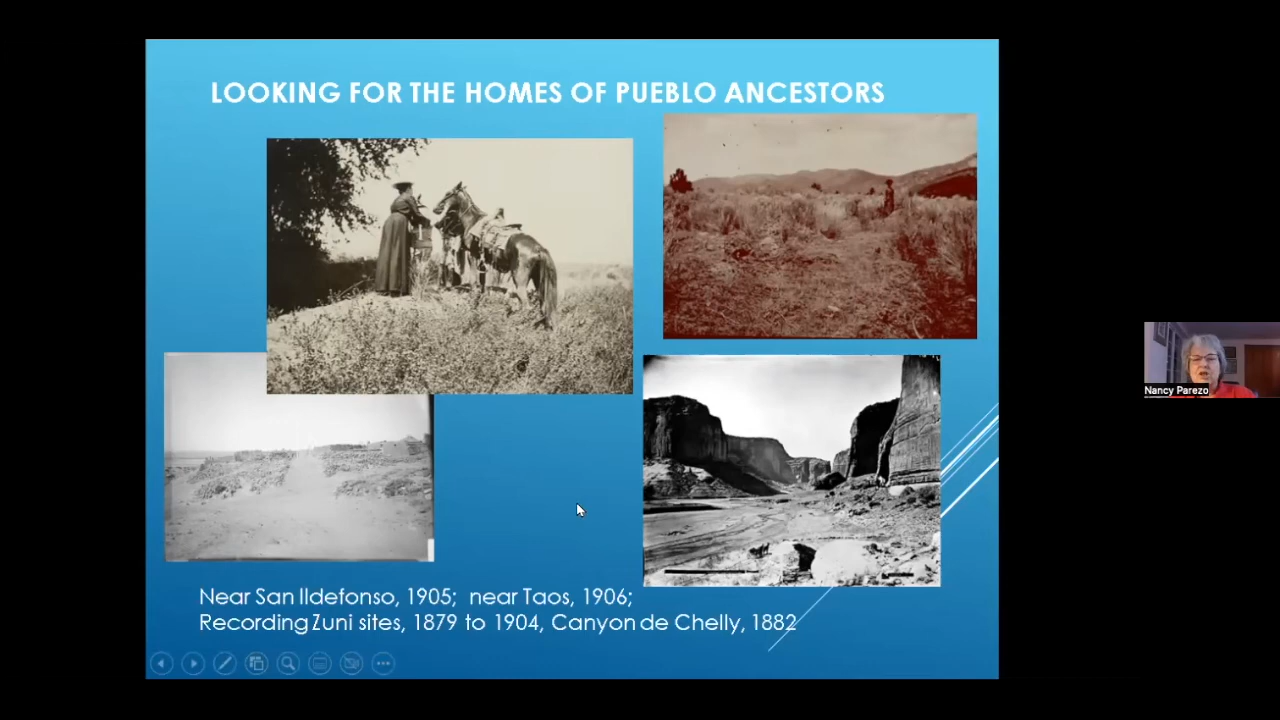 LOOKING FOR THE HOMES OF PUEBLO ANCESTORS
Near San Ildefonso, 1905;  near Taos, 1906;
Recording Zuni sites, 1879 to 1904, Canyon de Chelly, 1882
Nancy Parezo